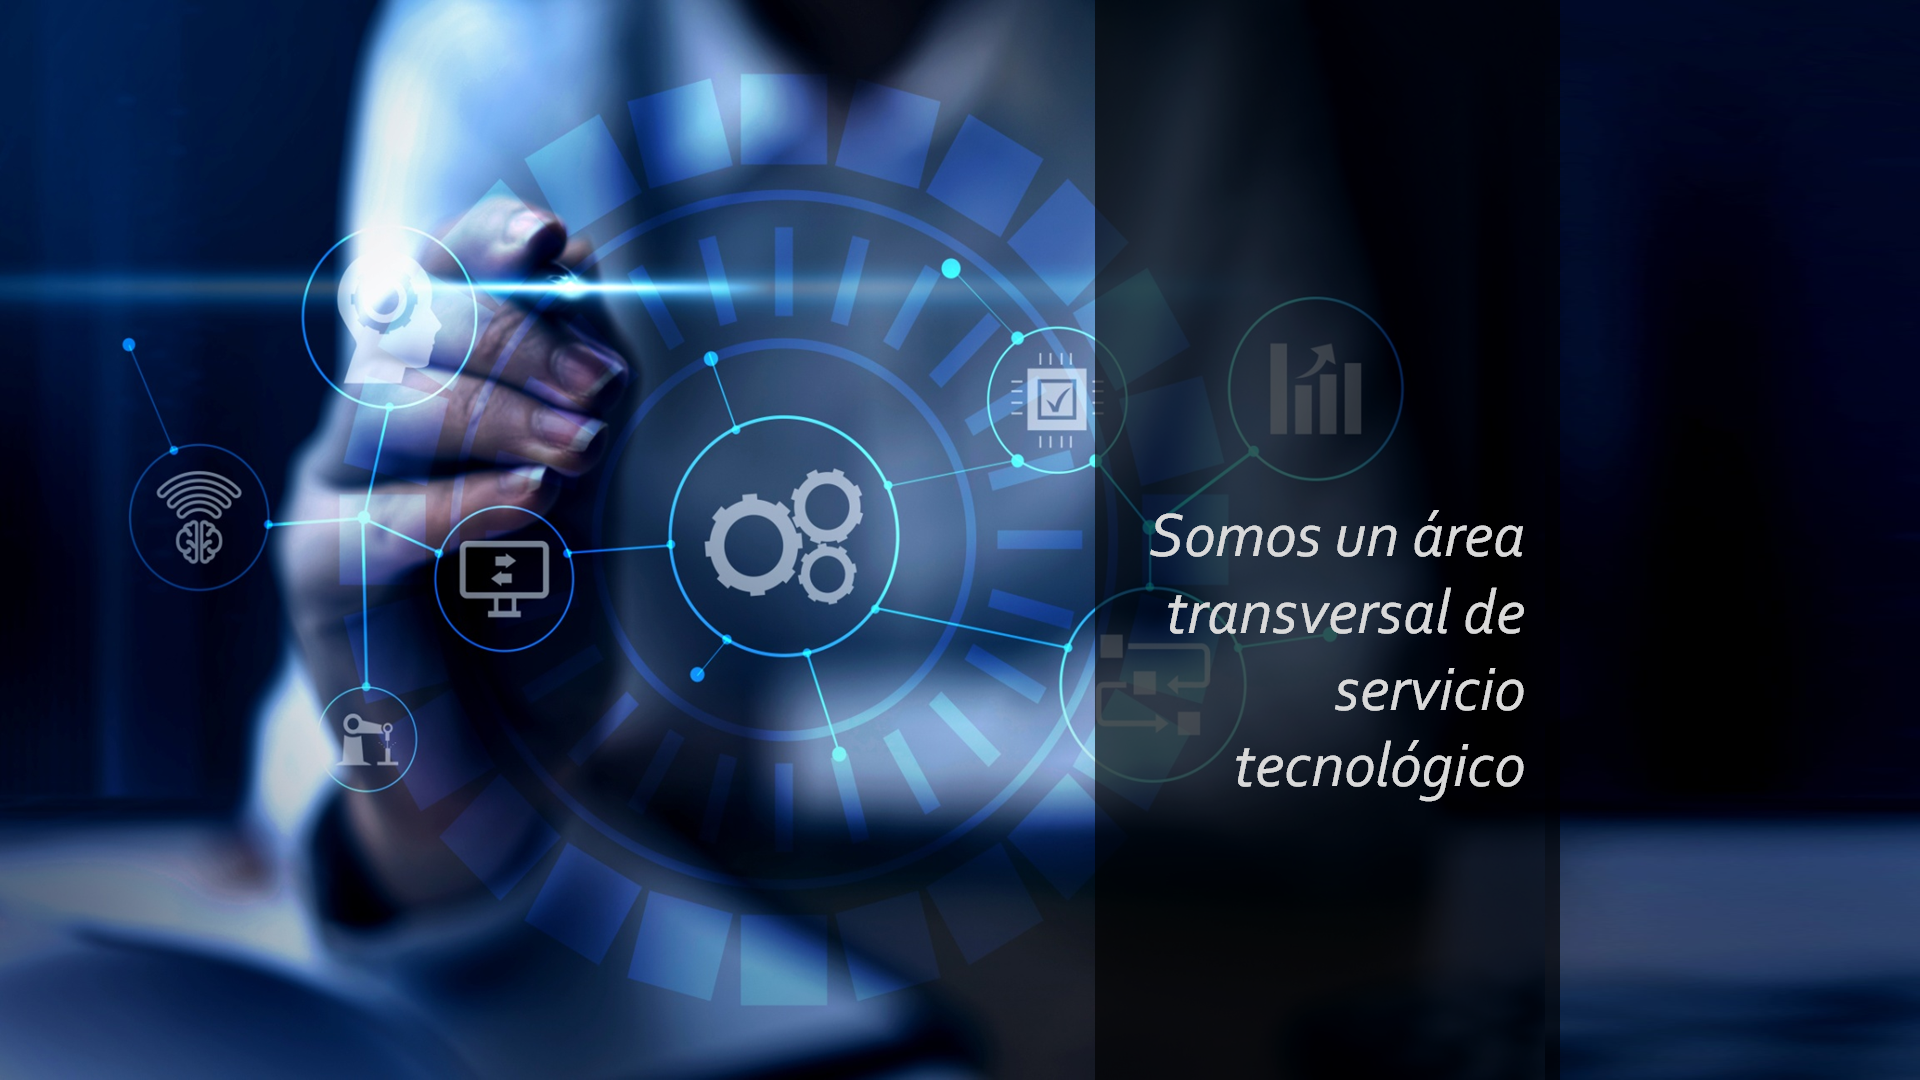 Somos un área
transversal de
servicio
tecnológico